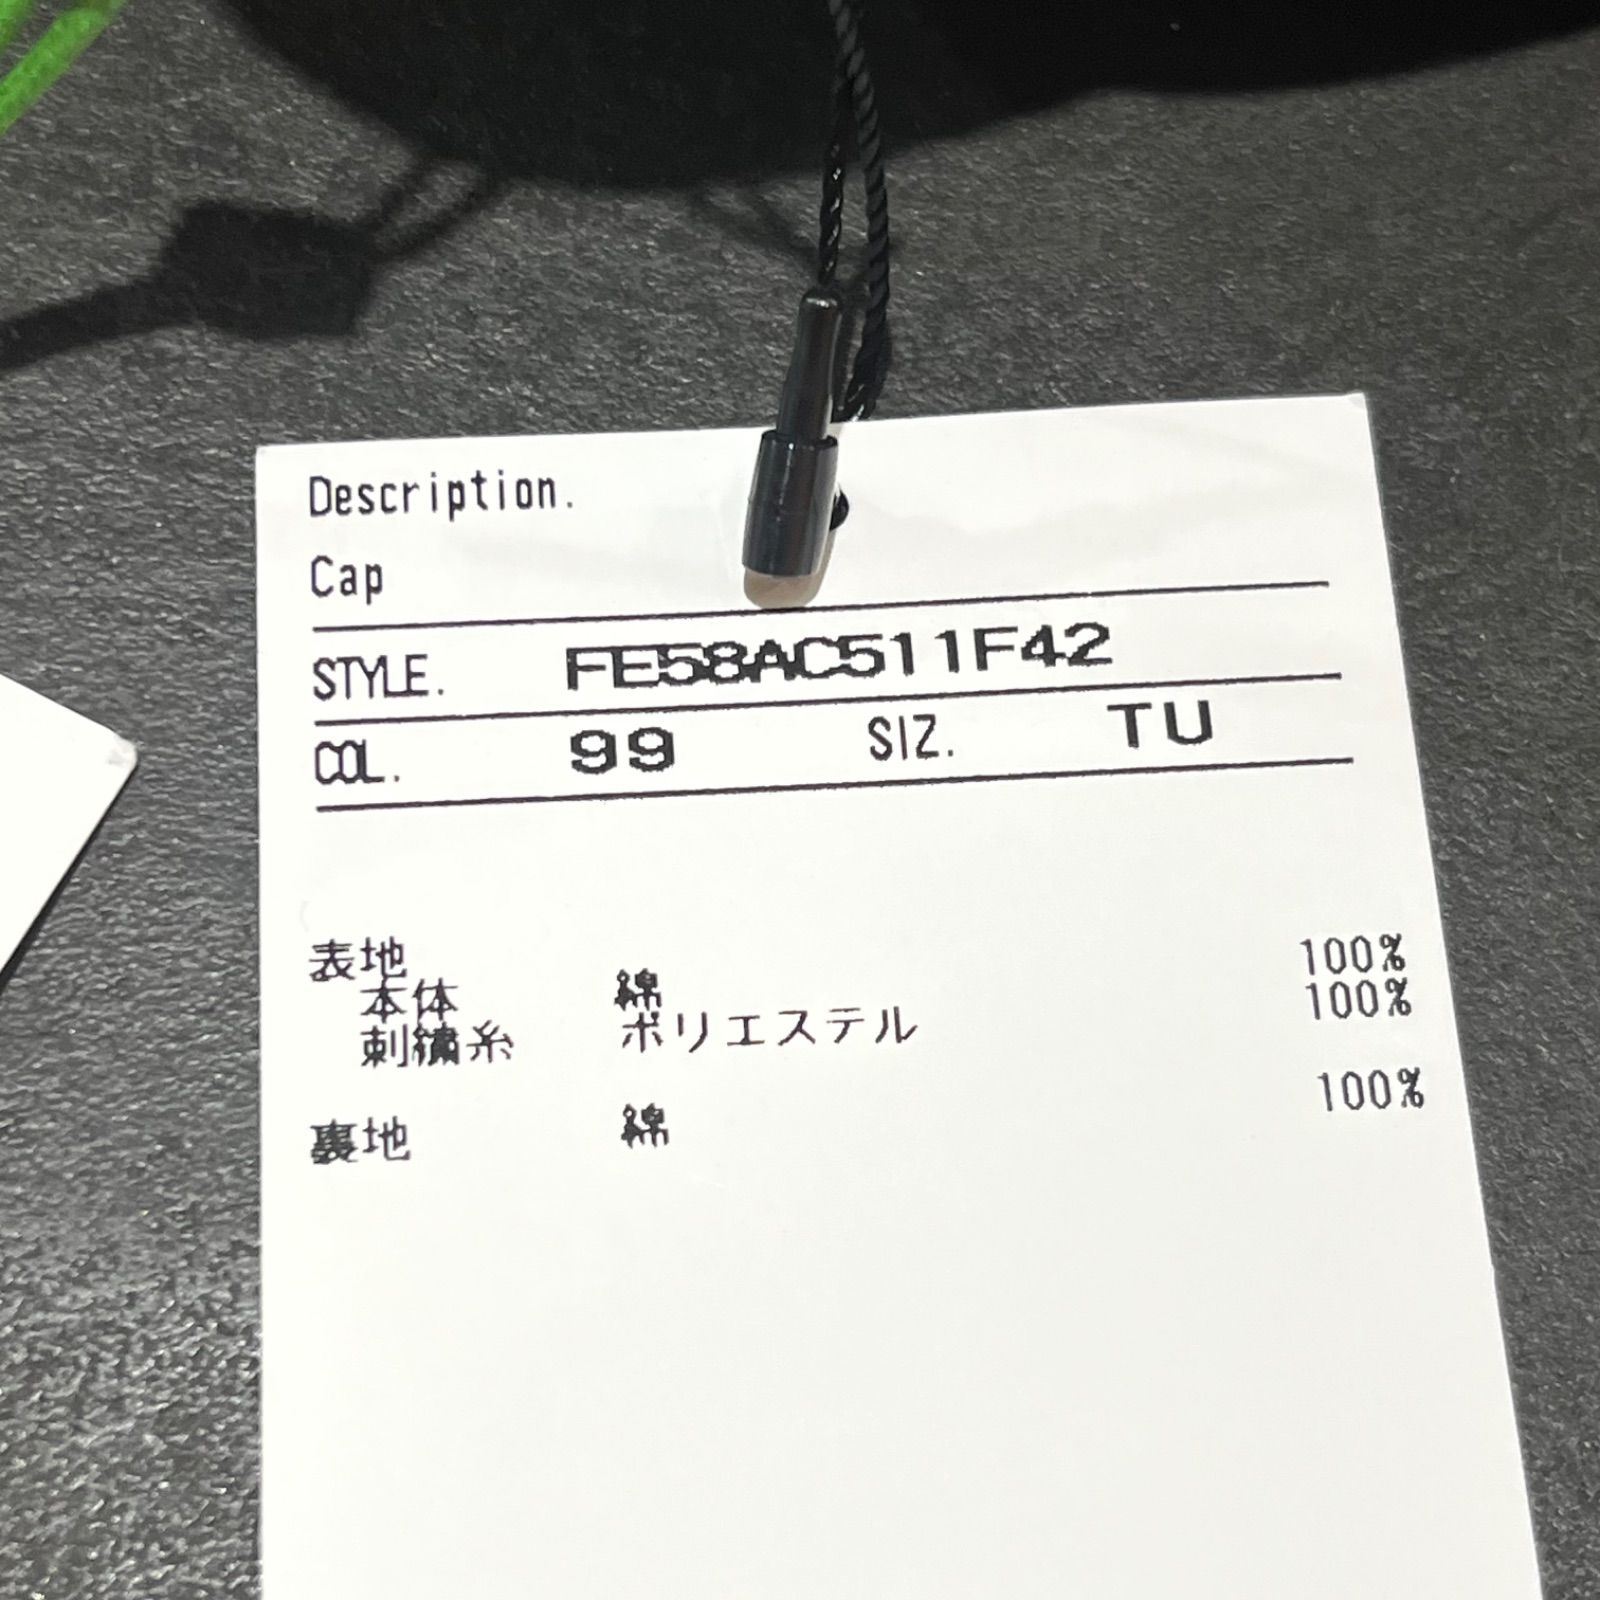 Description.
Cap
STYLE. FE58AC511F42
COL. 99 SIZ. TU
表地
本体 綿 100%
刺繍糸 ポリエステル 100%
裏地 綿 100%